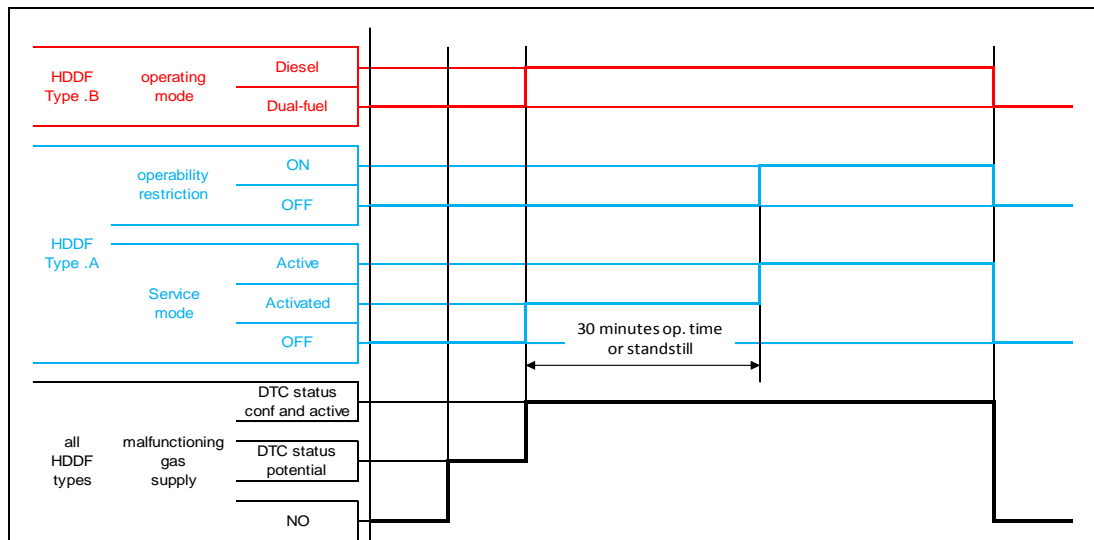 HDDF
Type .B
operating
mode
Diesel
Dual-fuel
HDDF
Type .A
operability
restriction
ON
OFF
Service
mode
Active
Activated
OFF
30 minutes op. time
or standstill
all
HDDF
types
malfunctioning
gas
supply
DTC status
conf and active
DTC status
potential
NO